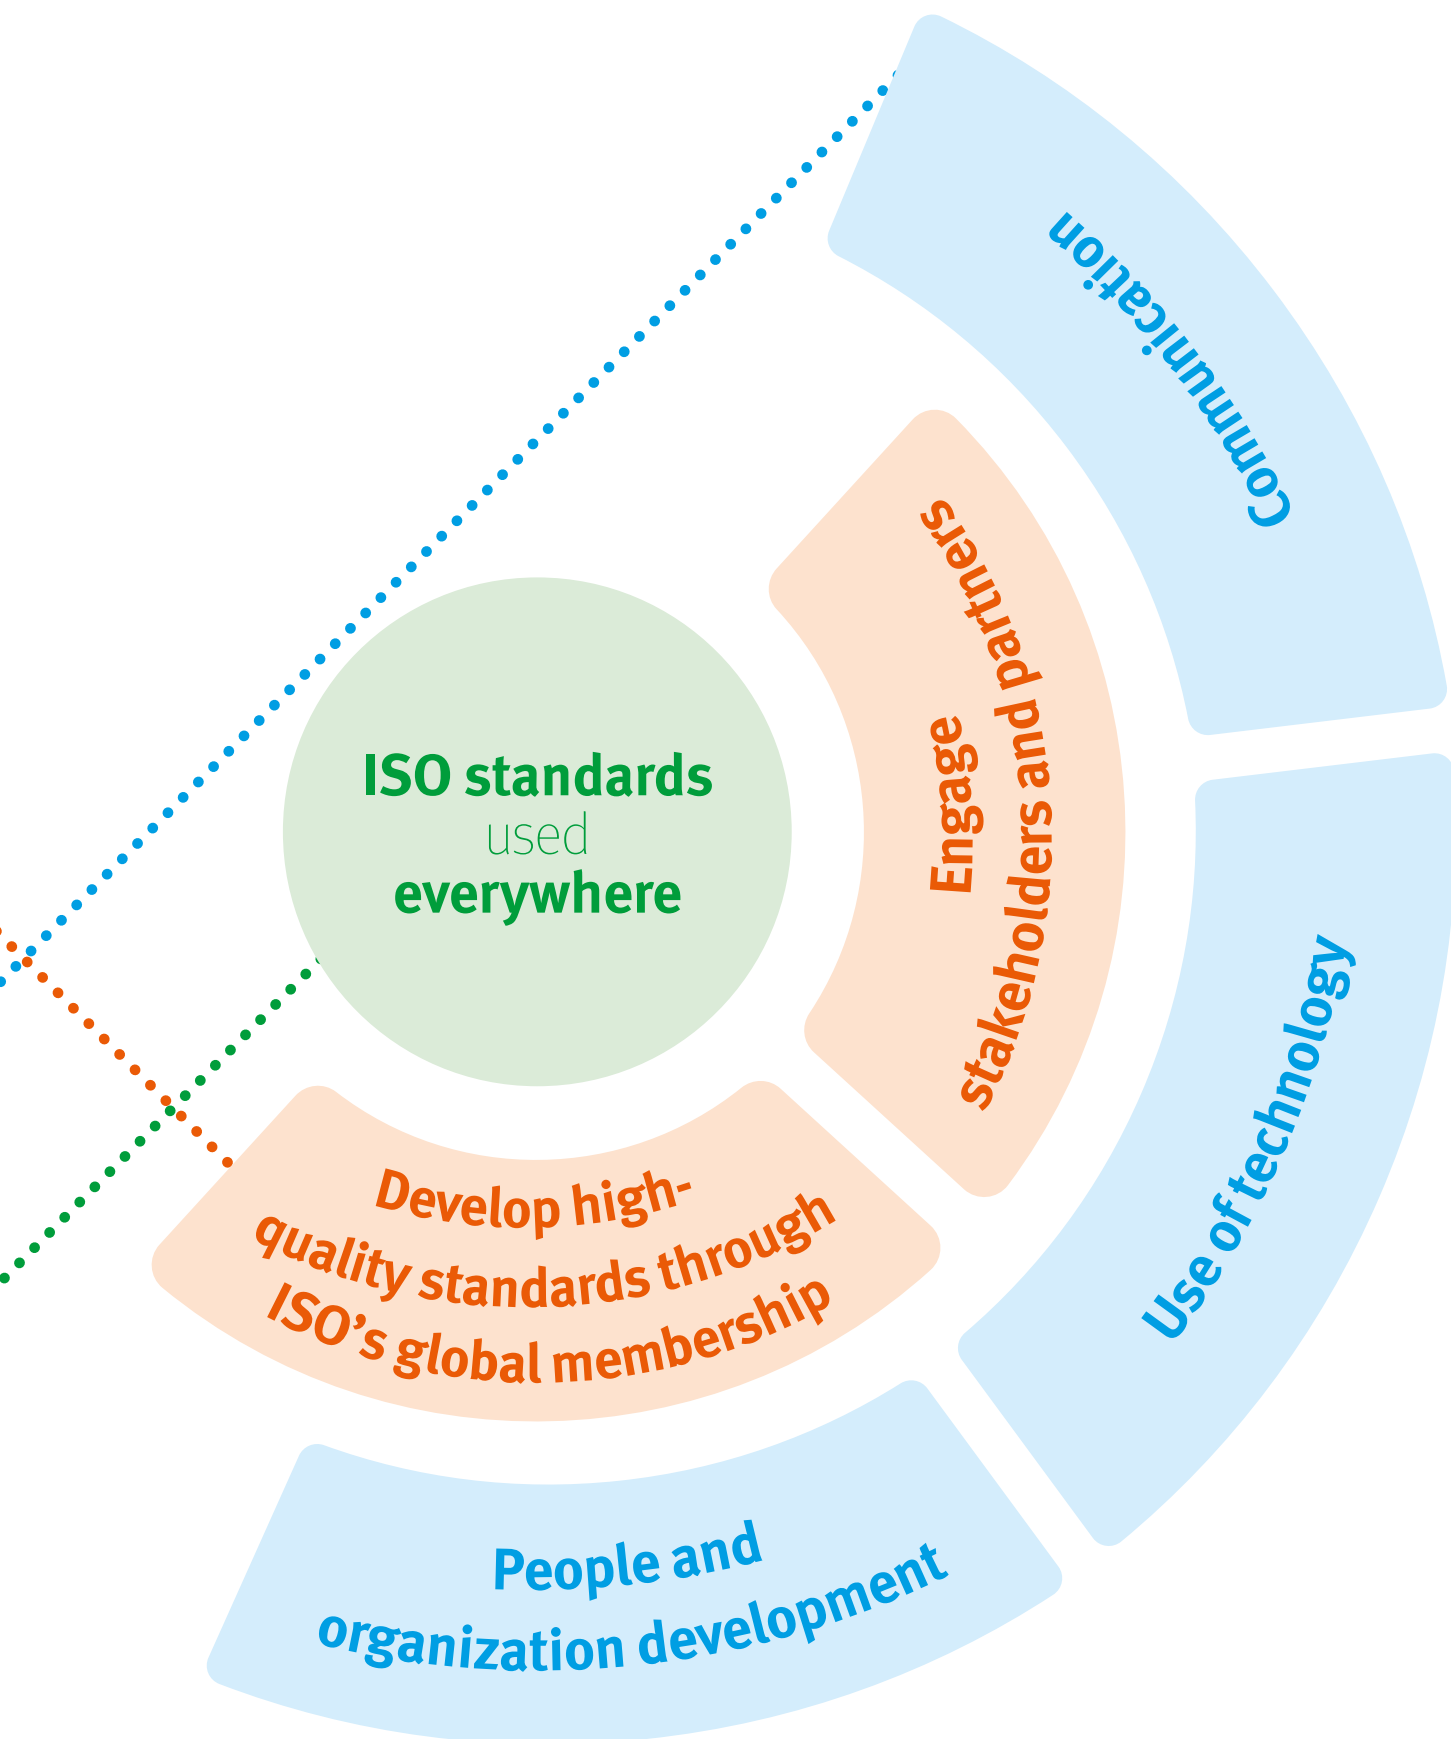 ISO standards
used
everywhere
Engage
stakeholders and partners
Develop high-
quality standards through
ISO’s global membership
Communication
Use of technology
People and
organization development